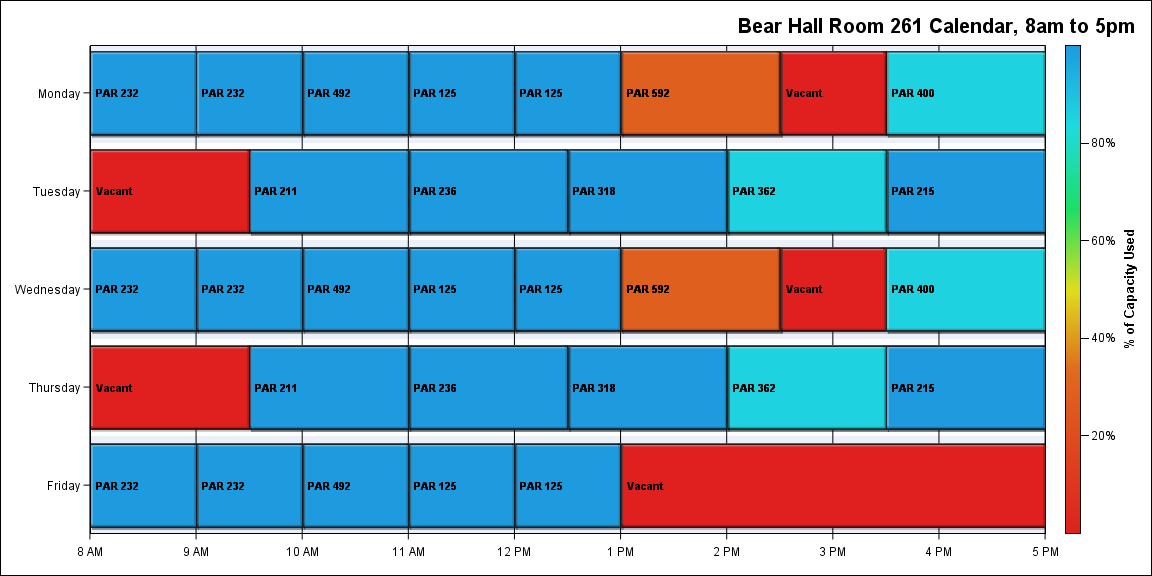 Bear Hall Room 261 Calendar, 8am to 5pm
Monday
PAR 232
PAR 232
PAR 492
PAR 125
PAR 125
PAR 592
Vacant
PAR 400
Tuesday
Vacant
PAR 211
PAR 236
PAR 318
PAR 362
PAR 215
Wednesday
PAR 232
PAR 232
PAR 492
PAR 125
PAR 125
PAR 592
Vacant
PAR 400
Thursday
Vacant
PAR 211
PAR 236
PAR 318
PAR 362
PAR 215
Friday
PAR 232
PAR 232
PAR 492
PAR 125
PAR 125
Vacant
8 AM
9 AM
10 AM
11 AM
12 PM
1 PM
2 PM
3 PM
4 PM
5 PM
80%
60%
40%
20%
% of Capacity Used